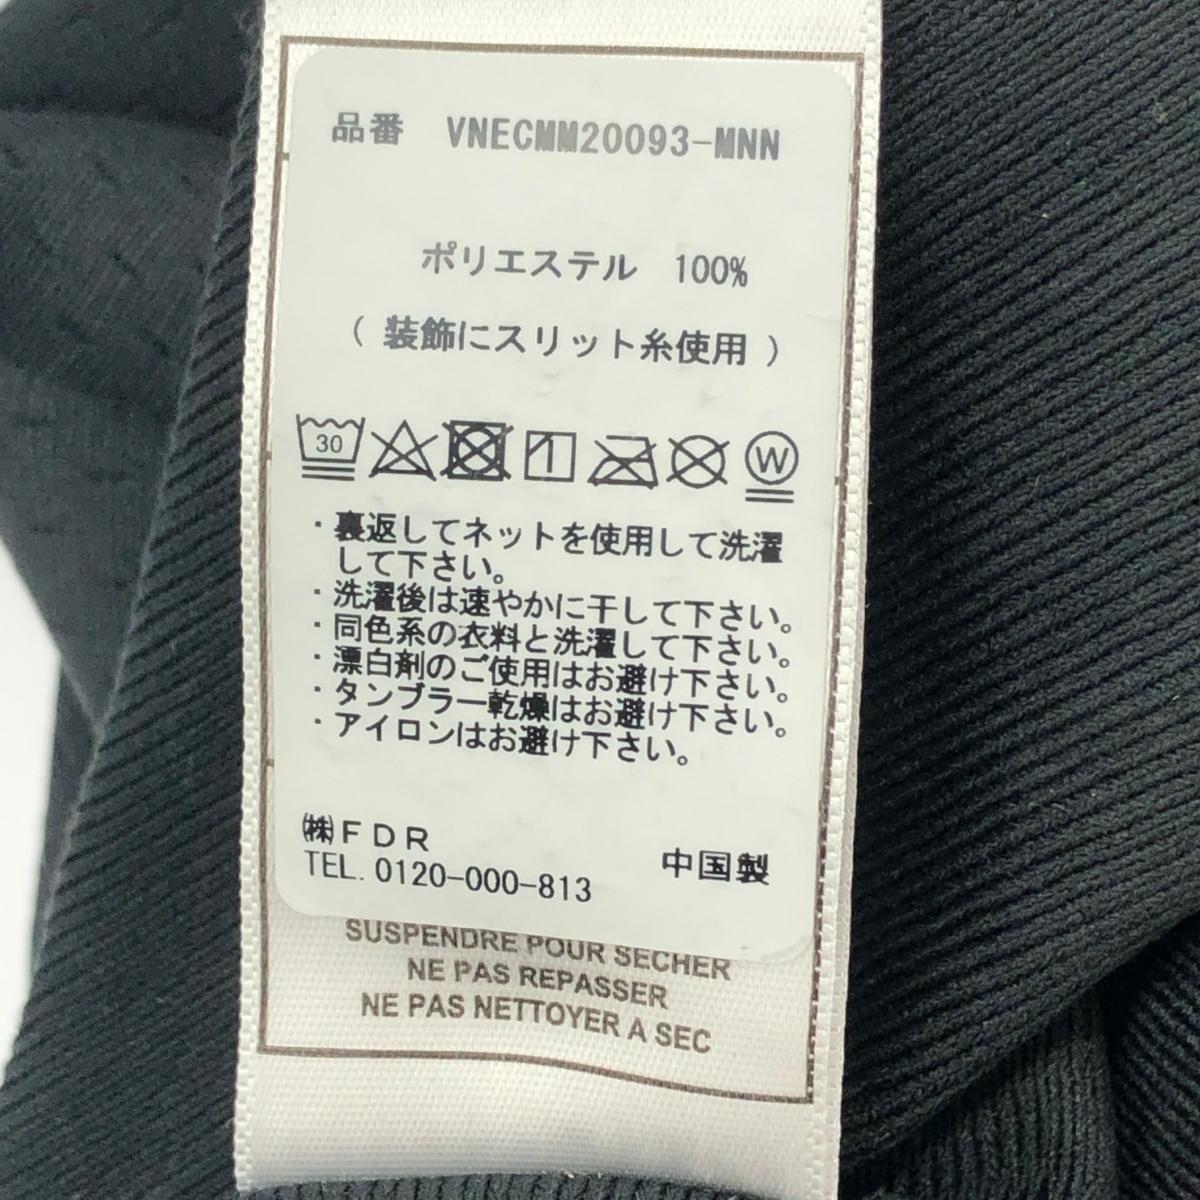 品番 VNECMM20093-MNN
ポリエステル 100%
( 装飾にスリット糸使用 )
30 W
・裏返してネットを使用して洗濯
して下さい。
・洗濯後は速やかに干して下さい。
・同色系の衣料と洗濯して下さい。
・漂白剤のご使用はお避け下さい。
・タンブラー乾燥はお避け下さい。
・アイロンはお避け下さい。
㈱FDR
TEL. 0120-000-813
中国製
SUSPENDRE POUR SECHER
NE PAS REPASSER
NE PAS NETTOYER A SEC